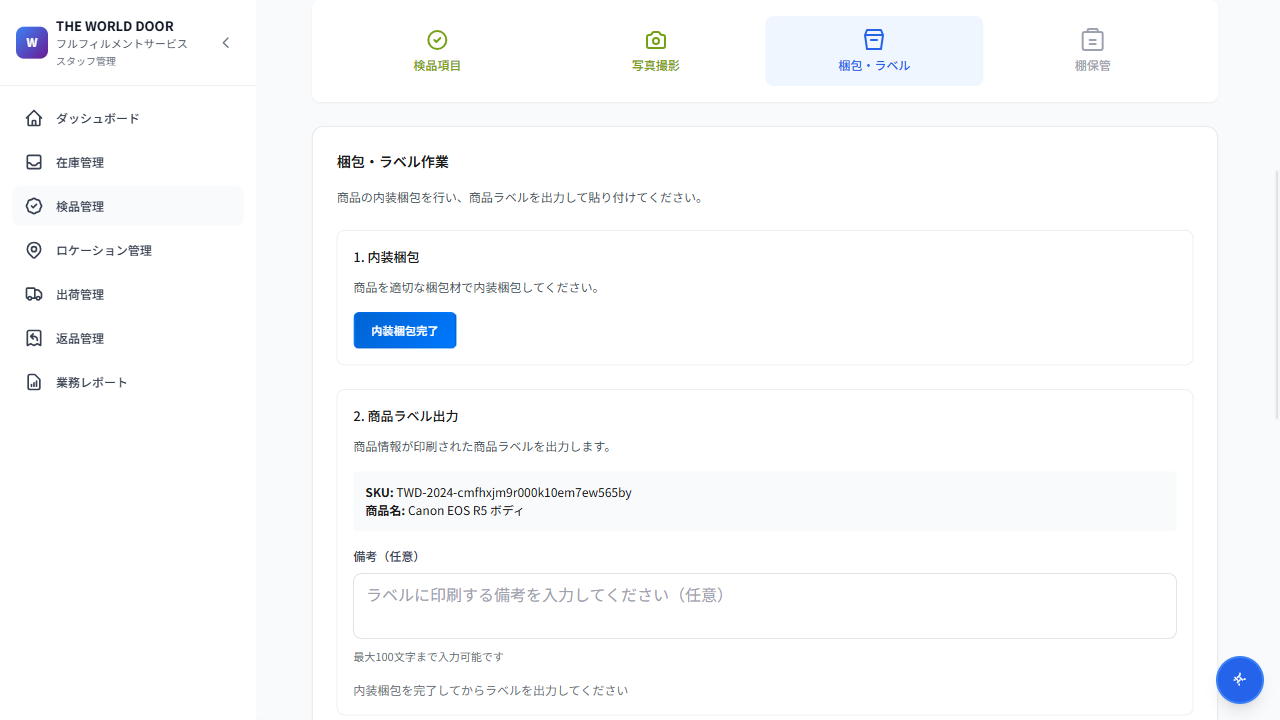 W
THE WORLD DOOR
フルフィルメントサービス
スタッフ管理
ダッシュボード
在庫管理
検品管理
ロケーション管理
出荷管理
返品管理
業務レポート
検品項目
写真撮影
梱包・ラベル
棚保管
梱包・ラベル作業
商品の内装梱包を行い、商品ラベルを出力して貼り付けてください。
1. 内装梱包
商品を適切な梱包材で内装梱包してください。
内装梱包完了
2. 商品ラベル出力
商品情報が印刷された商品ラベルを出力します。
SKU: TWD-2024-cmfhxjm9r000k10em7ew565by
商品名: Canon EOS R5 ボディ
備考（任意）
ラベルに印刷する備考を入力してください（任意）
最大100文字まで入力可能です
内装梱包を完了してからラベルを出力してください